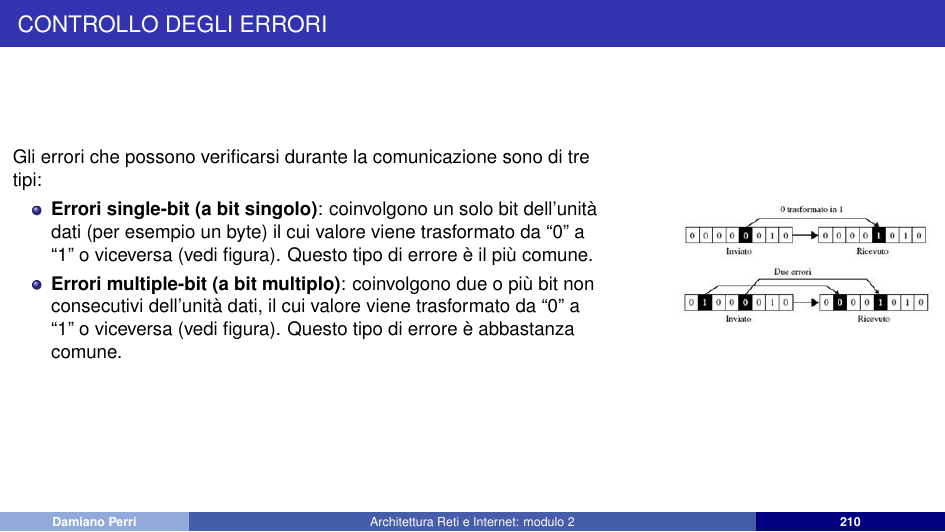 CONTROLLO DEGLI ERRORI
Gli errori che possono verificarsi durante la comunicazione sono di tre
tipi:
Errori single-bit (a bit singolo): coinvolgono un solo bit dell’unità
dati (per esempio un byte) il cui valore viene trasformato da “0” a
“1” o viceversa (vedi figura). Questo tipo di errore è il più comune.
Errori multiple-bit (a bit multiplo): coinvolgono due o più bit non
consecutivi dell’unità dati, il cui valore viene trasformato da “0” a
“1” o viceversa (vedi figura). Questo tipo di errore è abbastanza
comune.
0 trasformato in 1
0 0 0 0 0 0 1 0 0 0 0 0 1 0 1 0
Inviato Ricevuto
Due errori
0 1 0 0 0 0 1 0 0 0 0 0 1 0 1 0
Inviato Ricevuto
Damiano Perri Architettura Reti e Internet: modulo 2 210